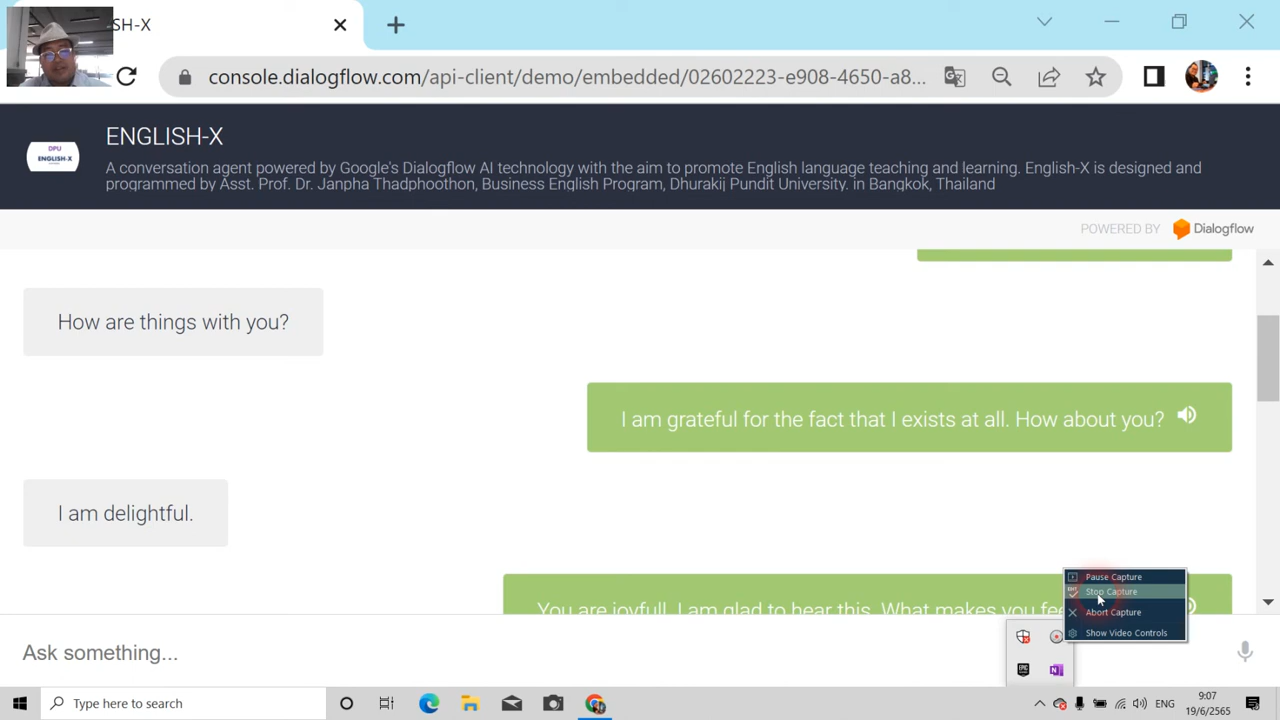 SH-X
console.dialogflow.com/api-client/demo/embedded/02602223-e908-4650-a8...
DPU
ENGLISH-X
ENGLISH-X
A conversation agent powered by Google's Dialogflow AI technology with the aim to promote English language teaching and learning. English-X is designed and
programmed by Asst. Prof. Dr. Janpha Thadphoothon, Business English Program, Dhurakij Pundit University. in Bangkok, Thailand
POWERED BY Dialogflow
How are things with you?
I am grateful for the fact that I exists at all. How about you?
I am delightful.
You are joyfull. I am glad to hear this. What makes you fee
Pause Capture
Stop Capture
Abort Capture
Show Video Controls
Ask something...
Type here to search
ENG
9:07
19/6/2565